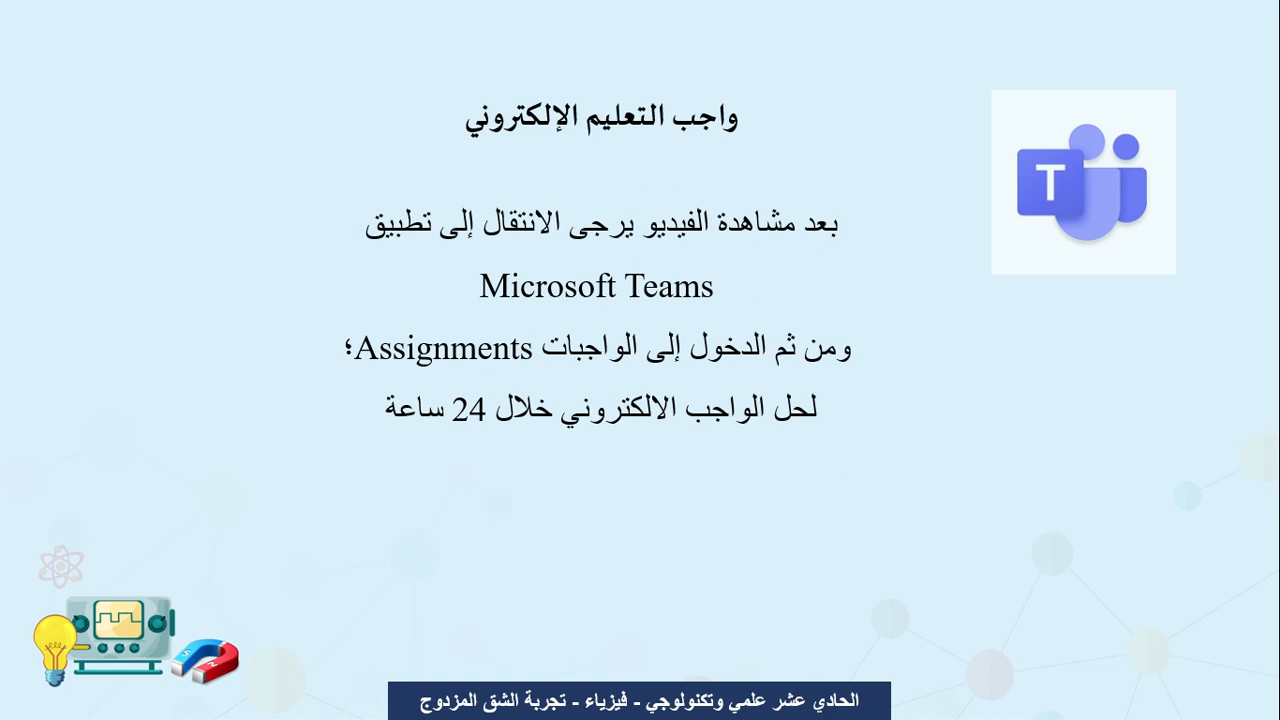 واجب التعليم الإلكتروني
بعد مشاهدة الفيديو يرجى الانتقال إلى تطبيق
Microsoft Teams
ومن ثم الدخول إلى الواجبات Assignments؛
لحل الواجب الالكتروني خلال 24 ساعة
T
الحادي عشر علمي وتكنولوجي - فيزياء - تجربة الشق المزدوج